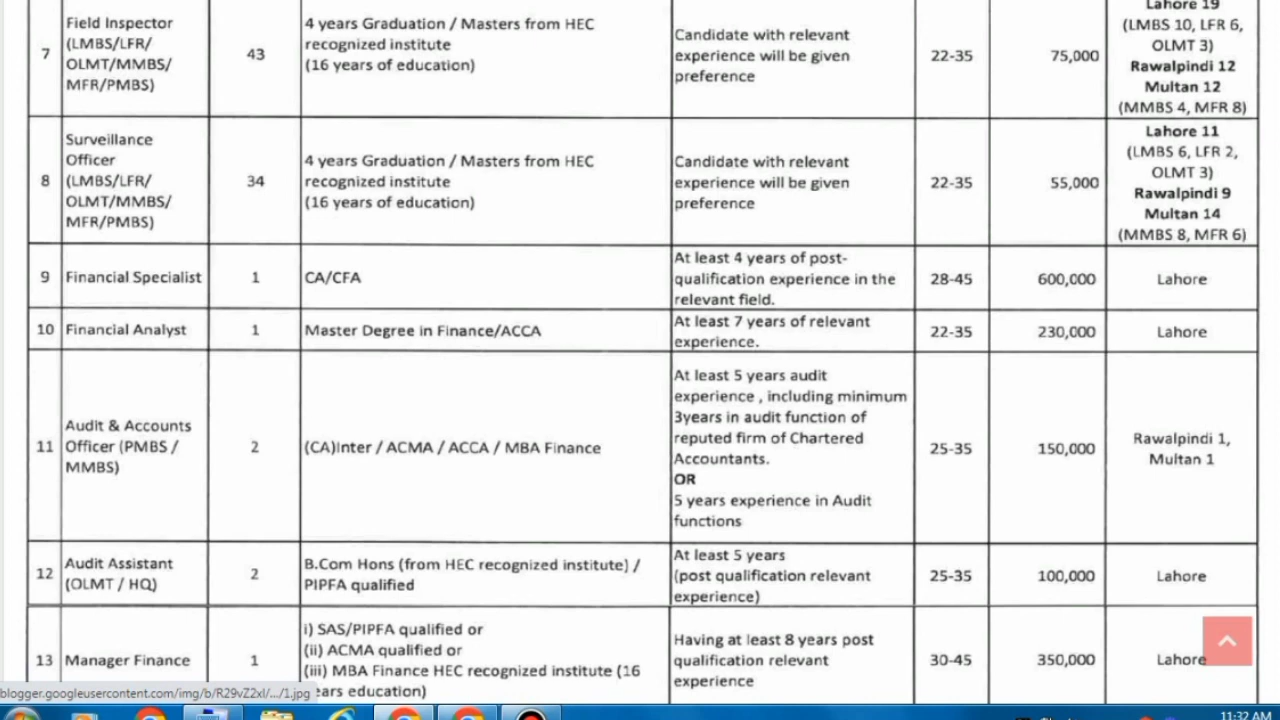 7
Field Inspector
(LMBS/LFR/
OLMT/MMBS/
MFR/PMBS)
43
4 years Graduation / Masters from HEC
recognized institute
(16 years of education)
Candidate with relevant
experience will be given
preference
22-35
75,000
Lahore 19
(LMBS 10, LFR 6,
OLMT 3)
Rawalpindi 12
Multan 12
(MMBS 4, MFR 8)
8
Surveillance
Officer
(LMBS/LFR/
OLMT/MMBS/
MFR/PMBS)
34
4 years Graduation / Masters from HEC
recognized institute
(16 years of education)
Candidate with relevant
experience will be given
preference
22-35
55,000
Lahore 11
(LMBS 6, LFR 2,
OLMT 3)
Rawalpindi 9
Multan 14
(MMBS 8, MFR 6)
9
Financial Specialist
1
CA/CFA
At least 4 years of post-
qualification experience in the
relevant field.
28-45
600,000
Lahore
10
Financial Analyst
1
Master Degree in Finance/ACCA
At least 7 years of relevant
experience.
22-35
230,000
Lahore
11
Audit & Accounts
Officer (PMBS /
MMBS)
2
(CA)Inter / ACMA / ACCA / MBA Finance
At least 5 years audit
experience , including minimum
3years in audit function of
reputed firm of Chartered
Accountants.
OR
5 years experience in Audit
functions
25-35
150,000
Rawalpindi 1,
Multan 1
12
Audit Assistant
(OLMT / HQ)
2
B.Com Hons (from HEC recognized institute) /
PIPFA qualified
At least 5 years
(post qualification relevant
experience)
25-35
100,000
Lahore
13
Manager Finance
1
i) SAS/PIPFA qualified or
(ii) ACMA qualified or
(iii) MBA Finance HEC recognized institute (16
ears education)
Having at least 8 years post
qualification relevant
experience
30-45
350,000
Lahore
blogger.googleusercontent.com/img/b/R29vZ2xl/.../1.jpg
11:32 AM